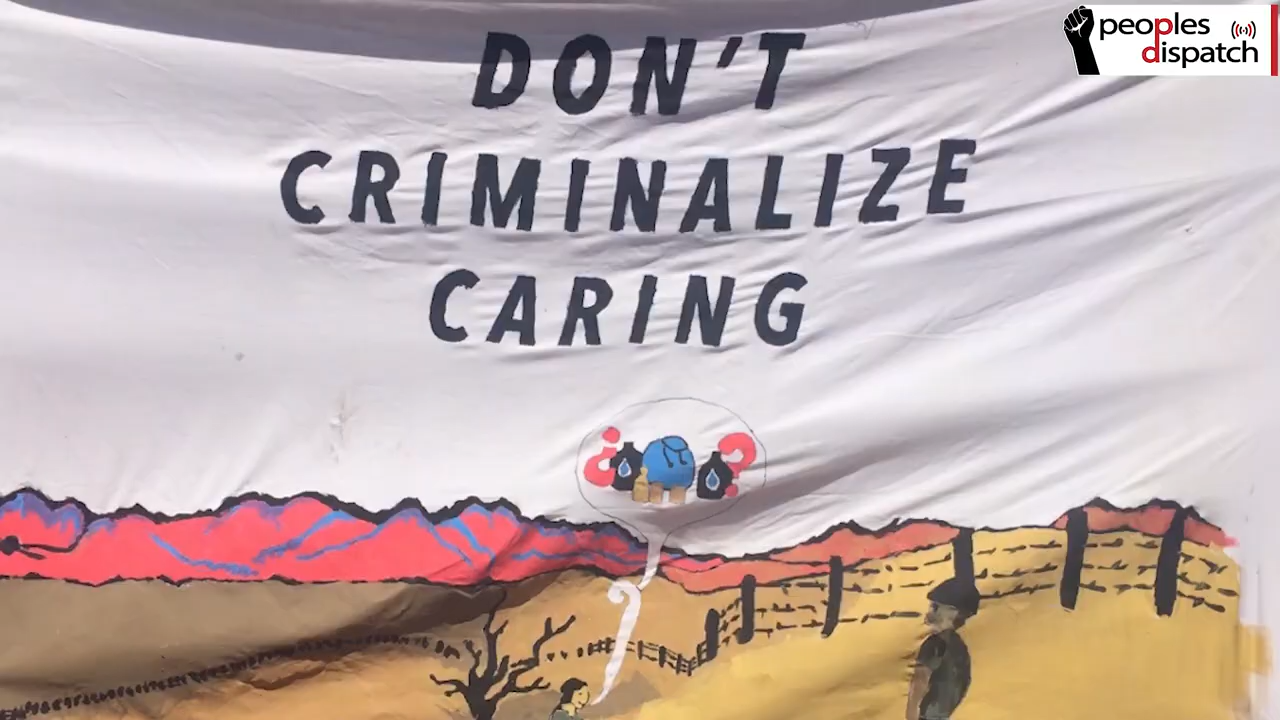 DON'T
CRIMINALIZE
CARING
¿ ?
peoples
dispatch